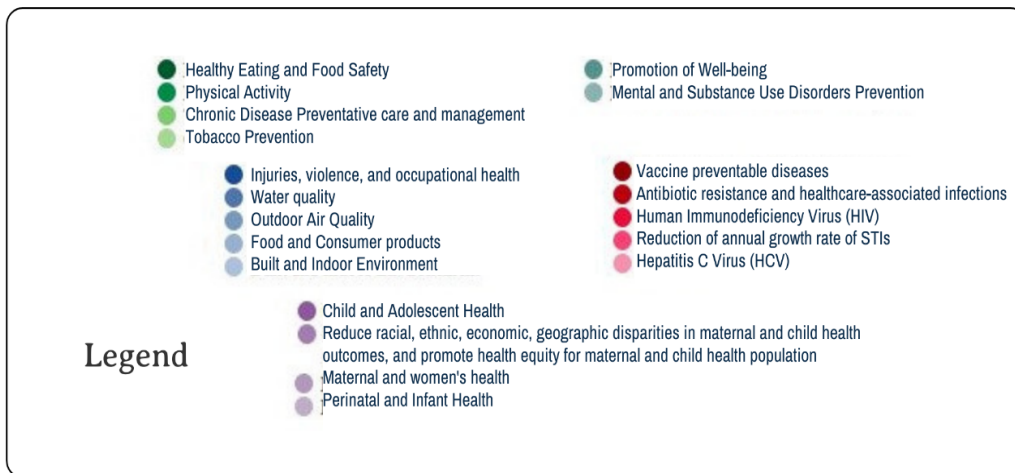 Healthy Eating and Food Safety
Physical Activity
Chronic Disease Preventative care and management
Tobacco Prevention
Promotion of Well-being
Mental and Substance Use Disorders Prevention
Injuries, violence, and occupational health
Water quality
Outdoor Air Quality
Food and Consumer products
Built and Indoor Environment
Vaccine preventable diseases
Antibiotic resistance and healthcare-associated infections
Human Immunodeficiency Virus (HIV)
Reduction of annual growth rate of STIs
Hepatitis C Virus (HCV)
Legend
Child and Adolescent Health
Reduce racial, ethnic, economic, geographic disparities in maternal and child health
outcomes, and promote health equity for maternal and child health population
Maternal and women's health
Perinatal and Infant Health